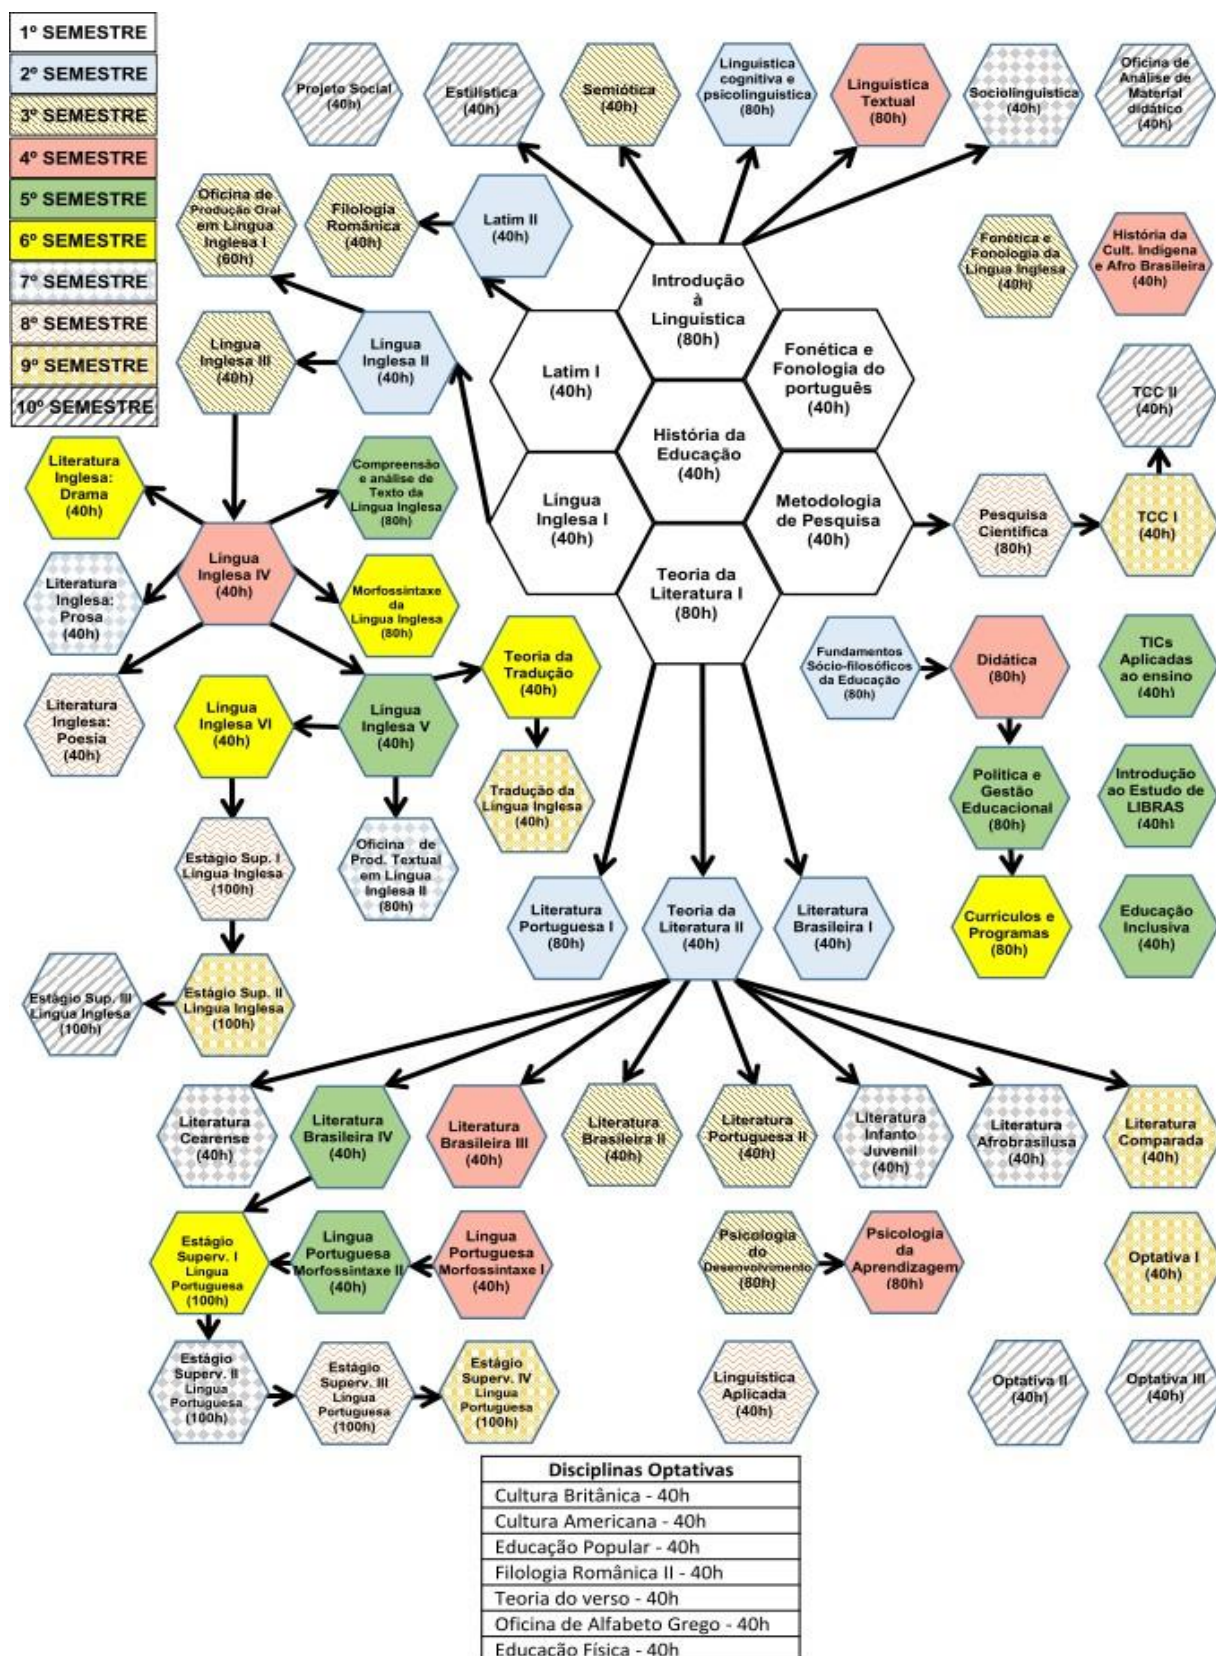 1º SEMESTRE
2º SEMESTRE
3º SEMESTRE
4º SEMESTRE
5º SEMESTRE
6º SEMESTRE
7º SEMESTRE
8º SEMESTRE
9º SEMESTRE
10º SEMESTRE
Projeto Social
(40h)
Estilística
(40h)
Semiótica
(40h)
Linguística
cognitiva e
psicolinguistica
(80h)
Linguística
Textual
(80h)
Sociolinguistica
(40h)
Oficina de
Análise de
Material
didático
(40h)
Oficina de
Produção Oral
em Língua
Inglesa I
(60h)
Filologia
Românica
(40h)
Latim II
(40h)
Introdução
à
Linguistica
(80h)
Fonética e
Fonologia da
Língua Inglesa
(40h)
História da
Cult. Indígena
e Afro Brasileira
(40h)
Língua
Inglesa III
(40h)
Língua
Inglesa II
(40h)
Latim I
(40h)
Fonética e
Fonologia do
português
(40h)
TCC II
(40h)
História da
Educação
(40h)
Literatura
Inglesa:
Drama
(40h)
Compreensão
e análise de
Texto da
Língua Inglesa
(80h)
Língua
Inglesa I
(40h)
Metodologia
de Pesquisa
(40h)
Pesquisa
Científica
(80h)
TCC I
(40h)
Língua
Inglesa IV
(40h)
Teoria da
Literatura I
(80h)
Literatura
Inglesa:
Prosa
(40h)
Morfossintaxe
da
Língua Inglesa
(80h)
Teoria da
Tradução
(40h)
Fundamentos
Sócio-filosóficos
da Educação
(80h)
Didática
(80h)
TICs
Aplicadas
ao ensino
(40h)
Literatura
Inglesa:
Poesia
(40h)
Língua
Inglesa VI
(40h)
Língua
Inglesa V
(40h)
Tradução da
Língua Inglesa
(40h)
Política e
Gestão
Educacional
(80h)
Introdução
ao Estudo de
LIBRAS
(40h)
Estágio Sup. I
Língua Inglesa
(100h)
Oficina de
Prod. Textual
em Língua
Inglesa II
(80h)
Literatura
Portuguesa I
(80h)
Teoria da
Literatura II
(40h)
Literatura
Brasileira I
(40h)
Currículos e
Programas
(80h)
Educação
Inclusiva
(40h)
Estágio Sup. III
Língua Inglesa
(100h)
Estágio Sup. II
Língua Inglesa
(100h)
Literatura
Cearense
(40h)
Literatura
Brasileira IV
(40h)
Literatura
Brasileira III
(40h)
Literatura
Brasileira II
(40h)
Literatura
Portuguesa II
(40h)
Literatura
Infanto
Juvenil
(40h)
Literatura
Afrobrasilusa
(40h)
Literatura
Comparada
(40h)
Estágio
Superv. I
Língua
Portuguesa
(100h)
Língua
Portuguesa
Morfossintaxe II
(40h)
Língua
Portuguesa
Morfossintaxe I
(40h)
Psicologia
do
Desenvolvimento
(80h)
Psicologia
da
Aprendizagem
(80h)
Optativa I
(40h)
Estágio
Superv. II
Língua
Portuguesa
(100h)
Estágio
Superv. III
Língua
Portuguesa
(100h)
Estágio
Superv. IV
Língua
Portuguesa
(100h)
Linguística
Aplicada
(40h)
Optativa II
(40h)
Optativa III
(40h)
Disciplinas Optativas
Cultura Britânica - 40h
Cultura Americana - 40h
Educação Popular - 40h
Filologia Românica II - 40h
Teoria do verso - 40h
Oficina de Alfabeto Grego - 40h
Educação Física - 40h